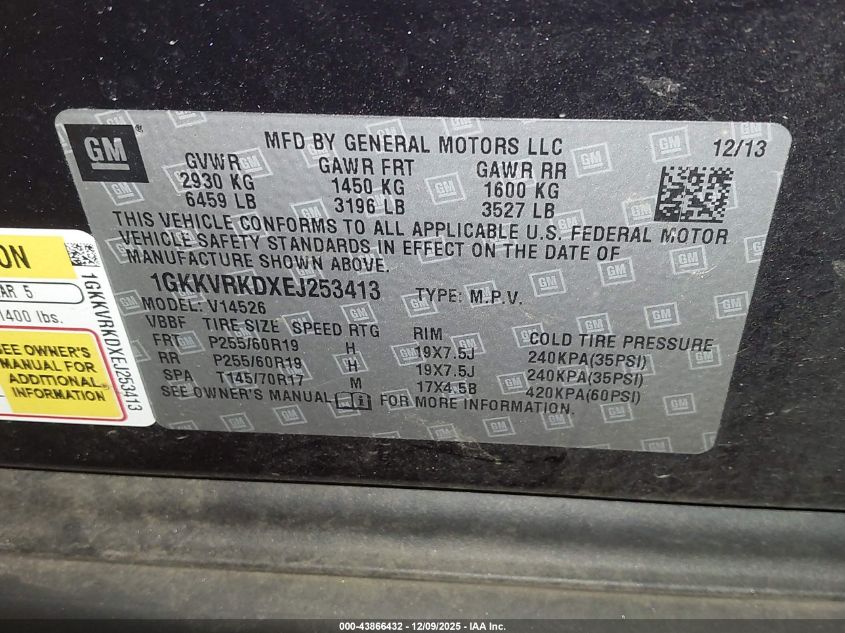 GM
MFD BY GENERAL MOTORS LLC
12/13
GVWR GAWR FRT GAWR RR
2930 KG 1450 KG 1600 KG
6459 LB 3196 LB 3527 LB
THIS VEHICLE CONFORMS TO ALL APPLICABLE U.S. FEDERAL MOTOR
VEHICLE SAFETY STANDARDS IN EFFECT ON THE DATE OF
MANUFACTURE SHOWN ABOVE.
1GKKVRKDXEJ253413 TYPE: M.P.V.
MODEL: V14526
VBBF TIRE SIZE SPEED RTG RIM COLD TIRE PRESSURE
FRT P255/60R19 H 19X7.5J 240KPA(35PSI)
RR P255/60R19 H 19X7.5J 240KPA(35PSI)
SPA T145/70R17 M 17X4.5B 420KPA(60PSI)
SEE OWNER'S MANUAL FOR MORE INFORMATION.
ON
AR 5
1400 lbs.
SEE OWNER'S
MANUAL FOR
ADDITIONAL
INFORMATION
1GKKVRKDXEJ253413
000-43866432 - 12/09/2025 - IAA Inc.